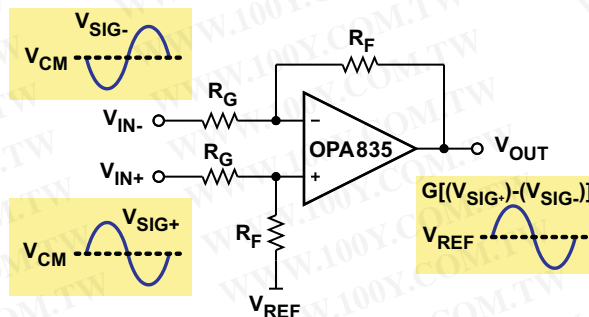 VSIG-
VCM
RF
RG
VIN-
−
OPA835
VOUT
RG
VIN+
+
G[(VSIG+)-(VSIG-)]
VSIG+
VCM
RF
VREF
VREF
WWW.100Y.COM.TW